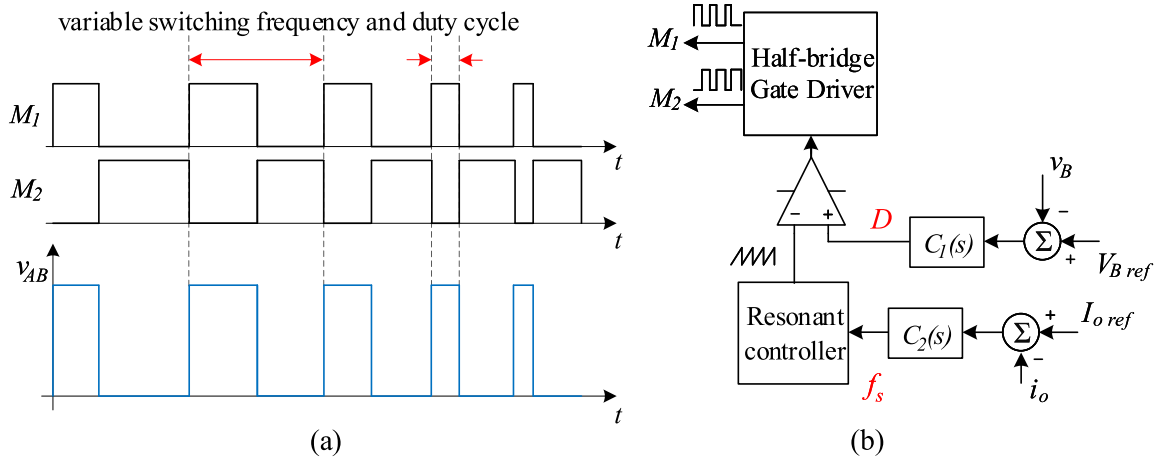 variable switching frequency and duty cycle
M1
t
M2
t
vAB
t
(a)
M1
M2
Half-bridge
Gate Driver
vB
− +
D
C1(s)
Σ
−
+
VB ref
Resonant
controller
fs
C2(s)
Σ
+
−
Io ref
io
(b)